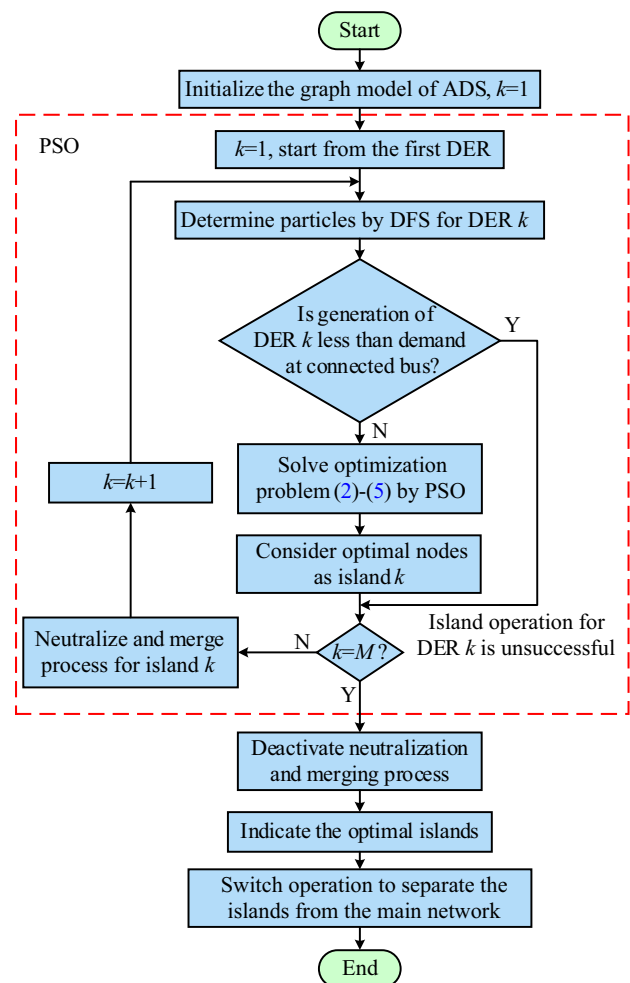 Start
Initialize the graph model of ADS, k=1
PSO
k=1, start from the first DER
Determine particles by DFS for DER k
Is generation of
DER k less than demand
at connected bus?
Y
N
Solve optimization
problem (2)-(5) by PSO
k=k+1
Consider optimal nodes
as island k
Island operation for
DER k is unsuccessful
Neutralize and merge
process for island k
N
k=M?
Y
Deactivate neutralization
and merging process
Indicate the optimal islands
Switch operation to separate the
islands from the main network
End